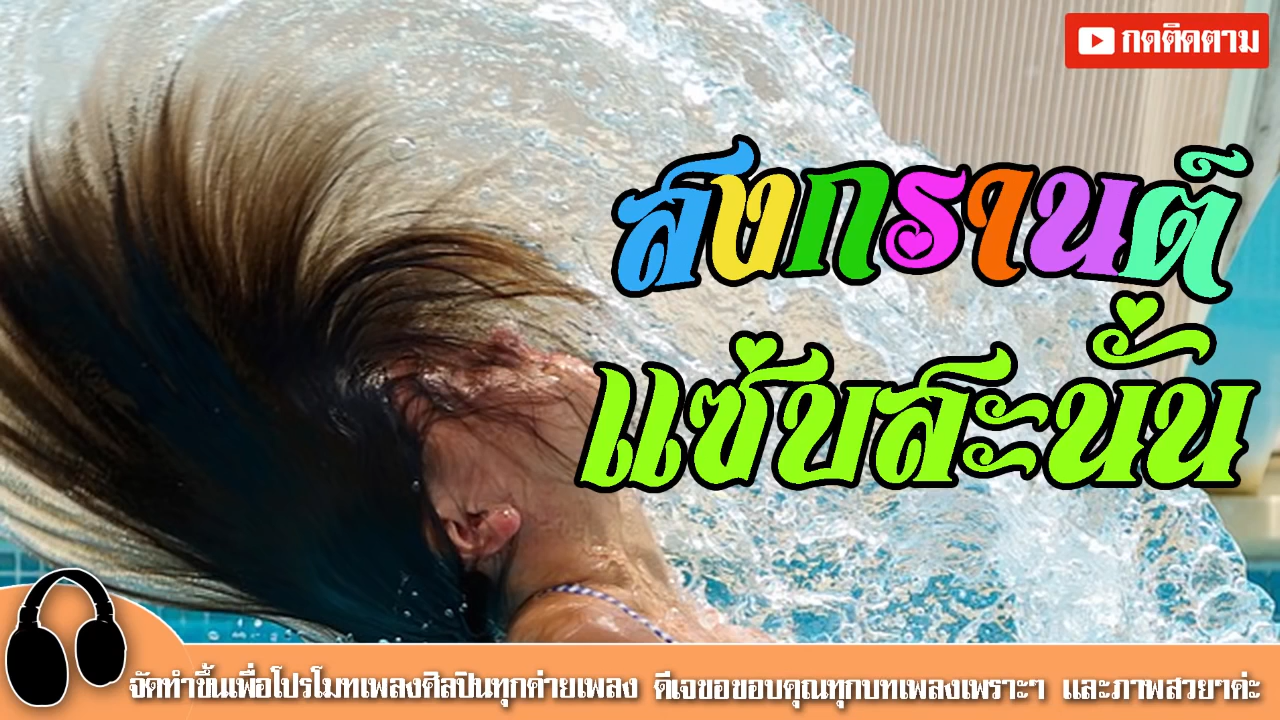 กดติดตาม
สงกรานต์
แซ่บสะนั่น
จัดทำขึ้นเพื่อโปรโมทเพลงศิลปินทุกค่ายเพลง ดีเจขอขอบคุณทุกบทเพลงเพราะๆ และภาพสวยๆค่ะ